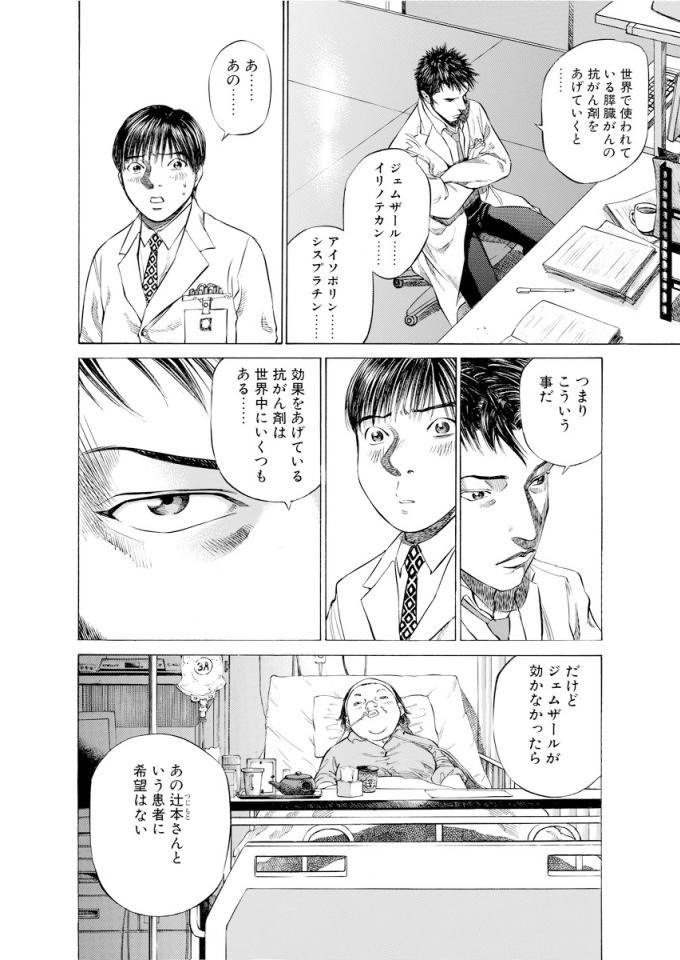 世界で使われて
いる膵臓がんの
抗がん剤を
あげていくと
ジェムザール……
イリノテカン……
アイソボリン……
シスプラチン……
あ……
あの……
つまり
こういう
事だ
効果をあげている
抗がん剤は
世界中にいくつも
ある……
だけど
ジェムザールが
効かなかったら
あの辻本さんと
つじもと
いう患者に
希望はない
3A